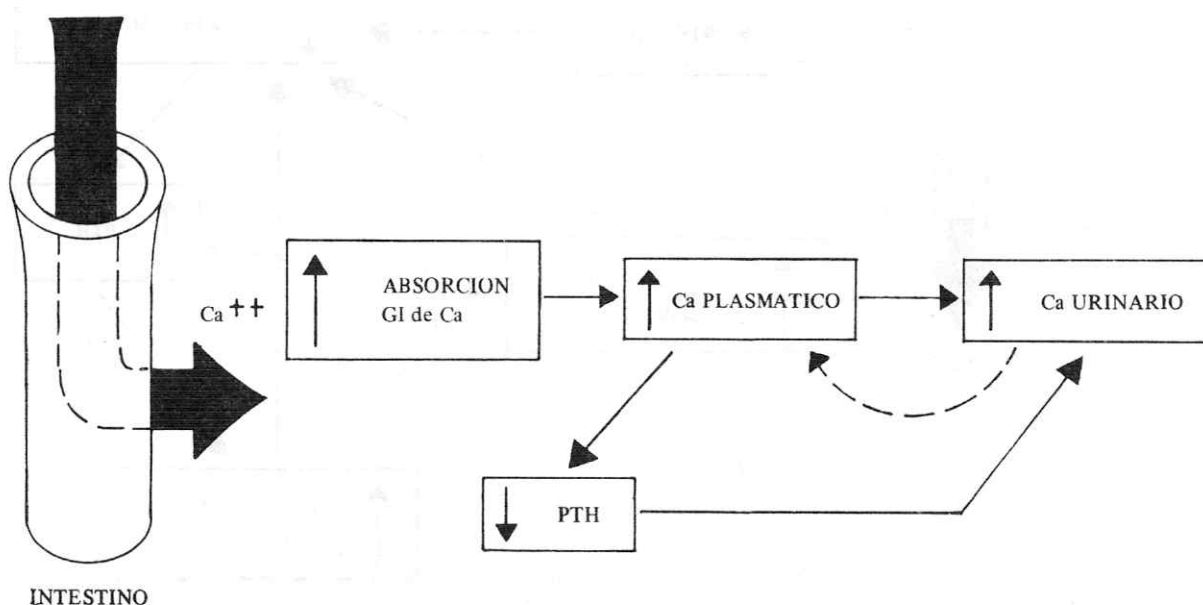 Ca ++
ABSORCION
GI de Ca
Ca PLASMATICO
Ca URINARIO
PTH
INTESTINO